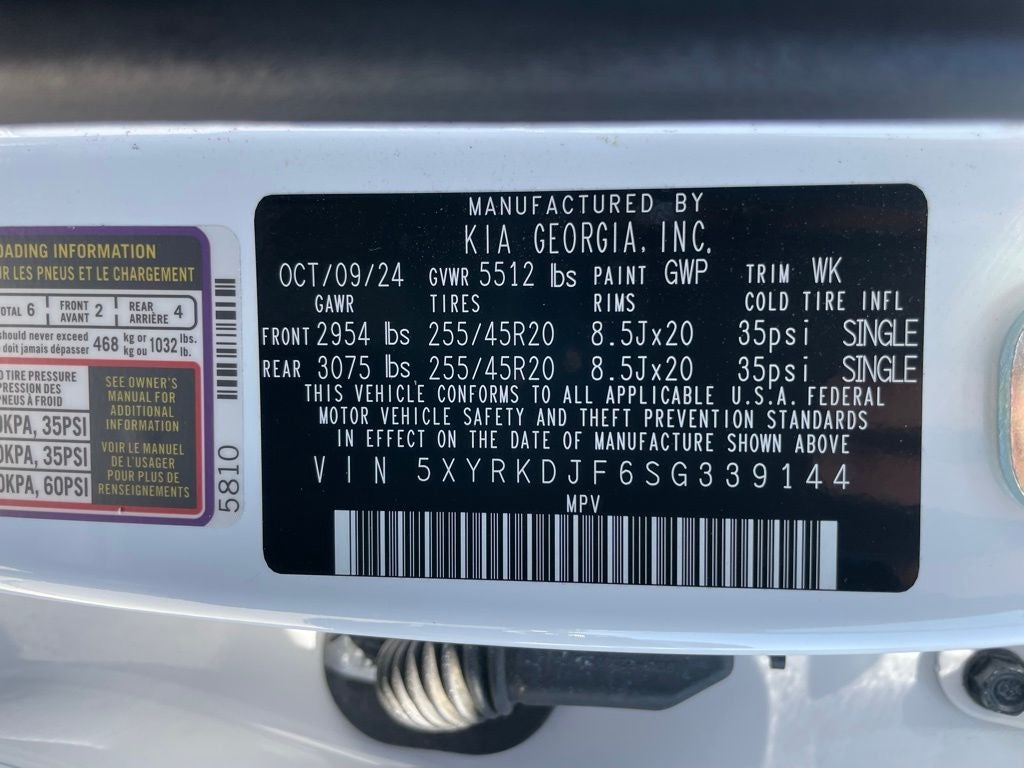 OADING INFORMATION
R LES PNEUS ET LE CHARGEMENT
OTAL 6 FRONT AVANT 2 REAR ARRIÈRE 4
should never exceed 468 kg or 1032 lbs.
doit jamais dépasser kg ou lb.
TIRE PRESSURE
PRESSION DES
PNEUS À FROID
0KPA, 35PSI
0KPA, 35PSI
0KPA, 60PSI
SEE OWNER'S
MANUAL FOR
ADDITIONAL
INFORMATION
VOIR LE MANUEL
DE L'USAGER
POUR PLUS DE
RENSEIGNEMENTS
5810
MANUFACTURED BY
KIA GEORGIA, INC.
OCT/09/24 GVWR 5512 lbs PAINT GWP TRIM WK
GAWR TIRES RIMS COLD TIRE INFL
FRONT 2954 lbs 255/45R20 8.5Jx20 35psi SINGLE
REAR 3075 lbs 255/45R20 8.5Jx20 35psi SINGLE
THIS VEHICLE CONFORMS TO ALL APPLICABLE U.S.A. FEDERAL
MOTOR VEHICLE SAFETY AND THEFT PREVENTION STANDARDS
IN EFFECT ON THE DATE OF MANUFACTURE SHOWN ABOVE
VIN 5XYRKDJF6SG339144
MPV